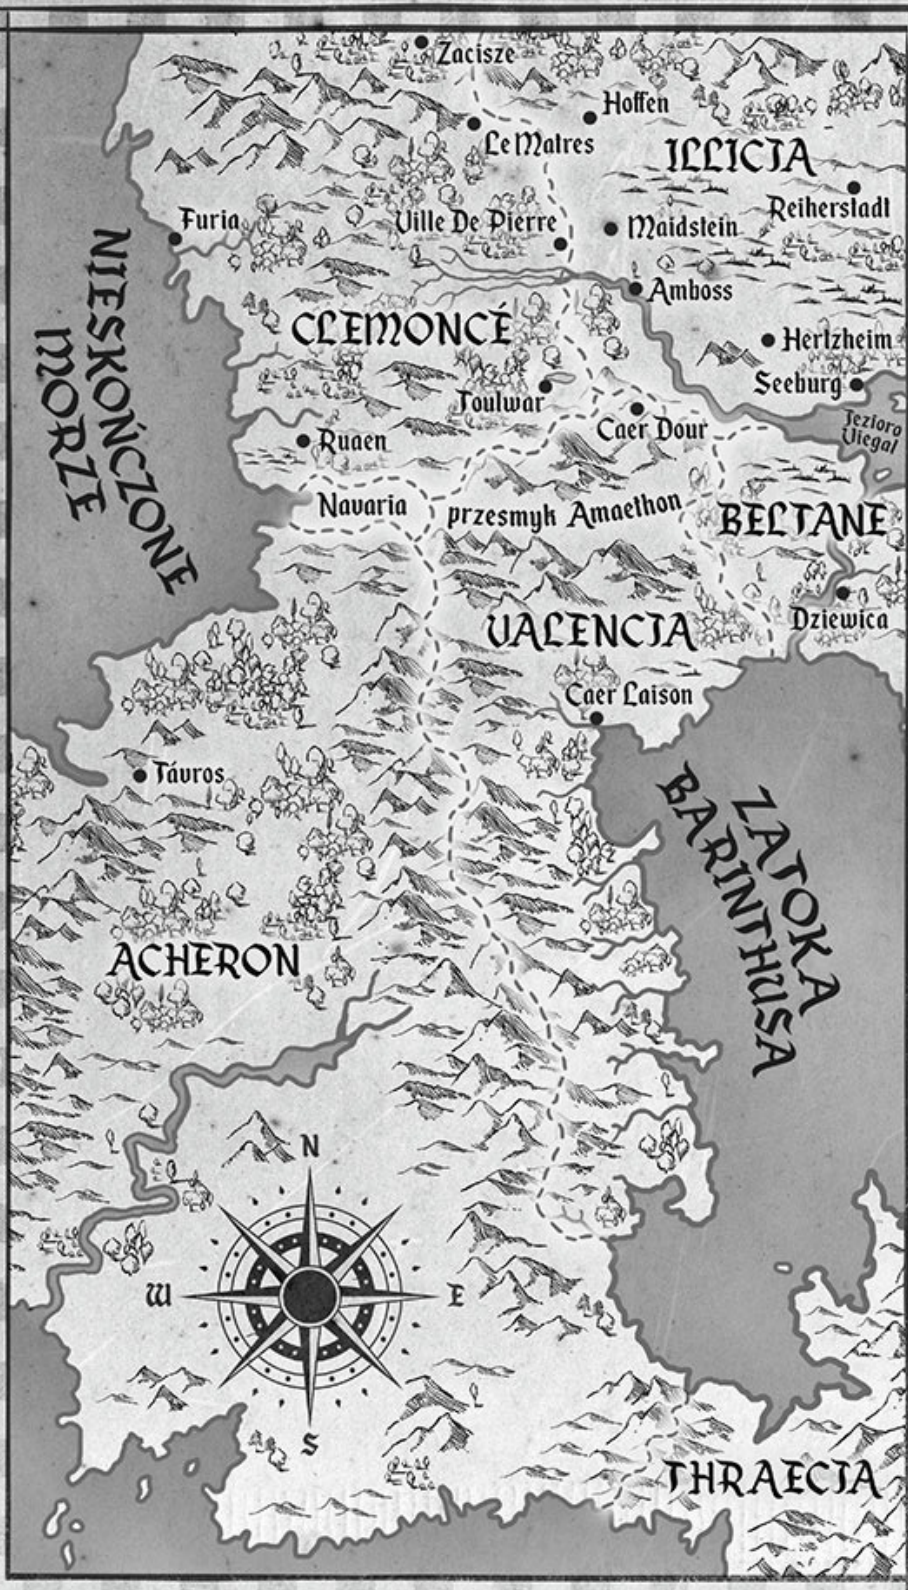 Zacisze
Hoffen
Le Matres
ILLICIA
Reiherstadt
Furia
Ville De Pierre
Maidstein
NIESKOŃCZONE
MORZE
Amboss
CLEMONCÉ
Hertzheim
Seeburg
Toulwar
Caer Dour
Jezioro
Viegal
Ruaen
Navaria
przesmyk Amaethon
BELTANE
Dziewica
VALENCIA
Caer Laison
Távros
ZATOKA
BARINTHUSA
ACHERON
N
W
E
S
THRAECIA